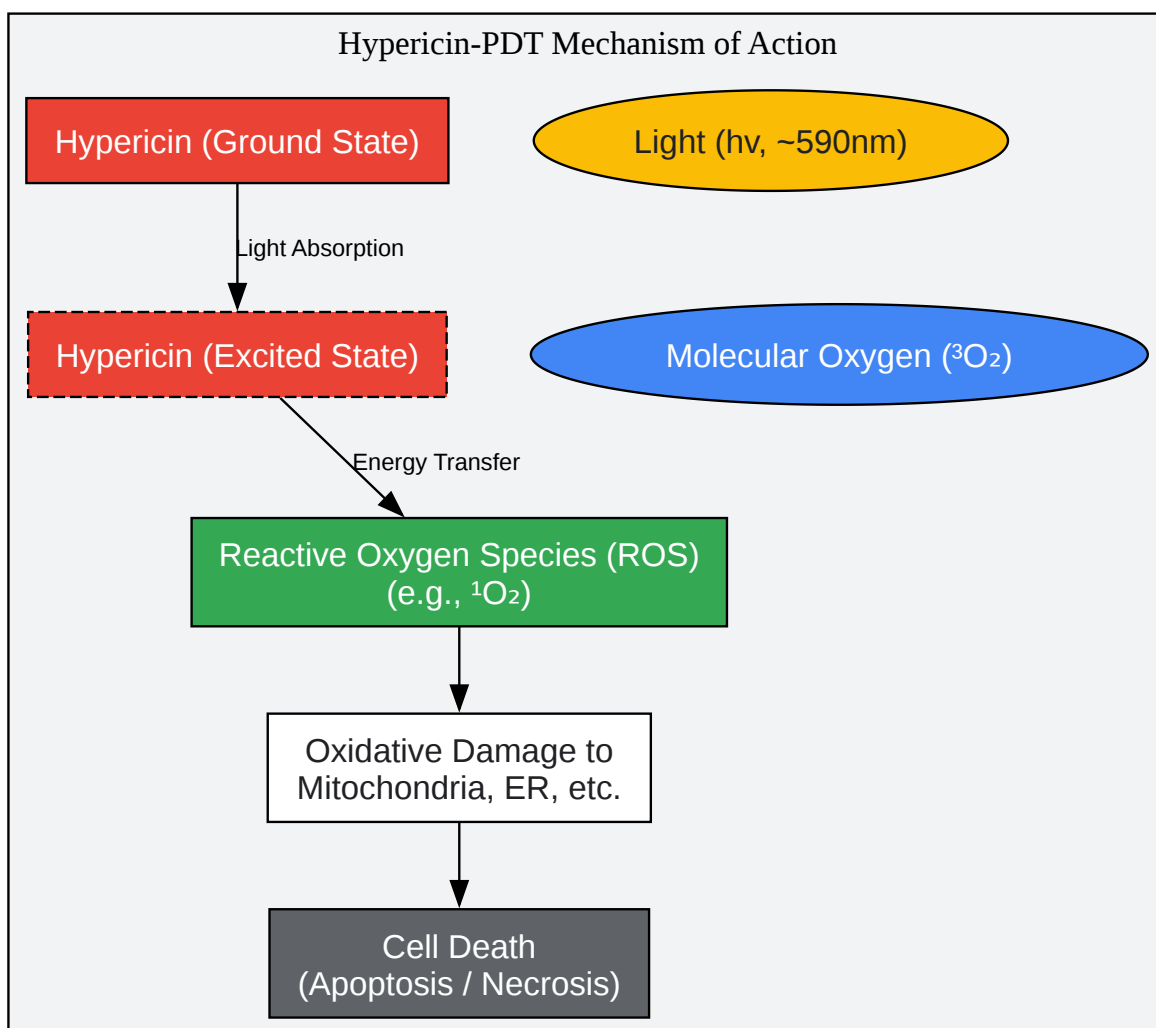 Hypericin-PDT Mechanism of Action
Hypericin (Ground State)
Light (hv, ~590nm)
Light Absorption
Hypericin (Excited State)
Molecular Oxygen (³O₂)
Energy Transfer
Reactive Oxygen Species (ROS)
(e.g., ¹O₂)
Oxidative Damage to
Mitochondria, ER, etc.
Cell Death
(Apoptosis / Necrosis)